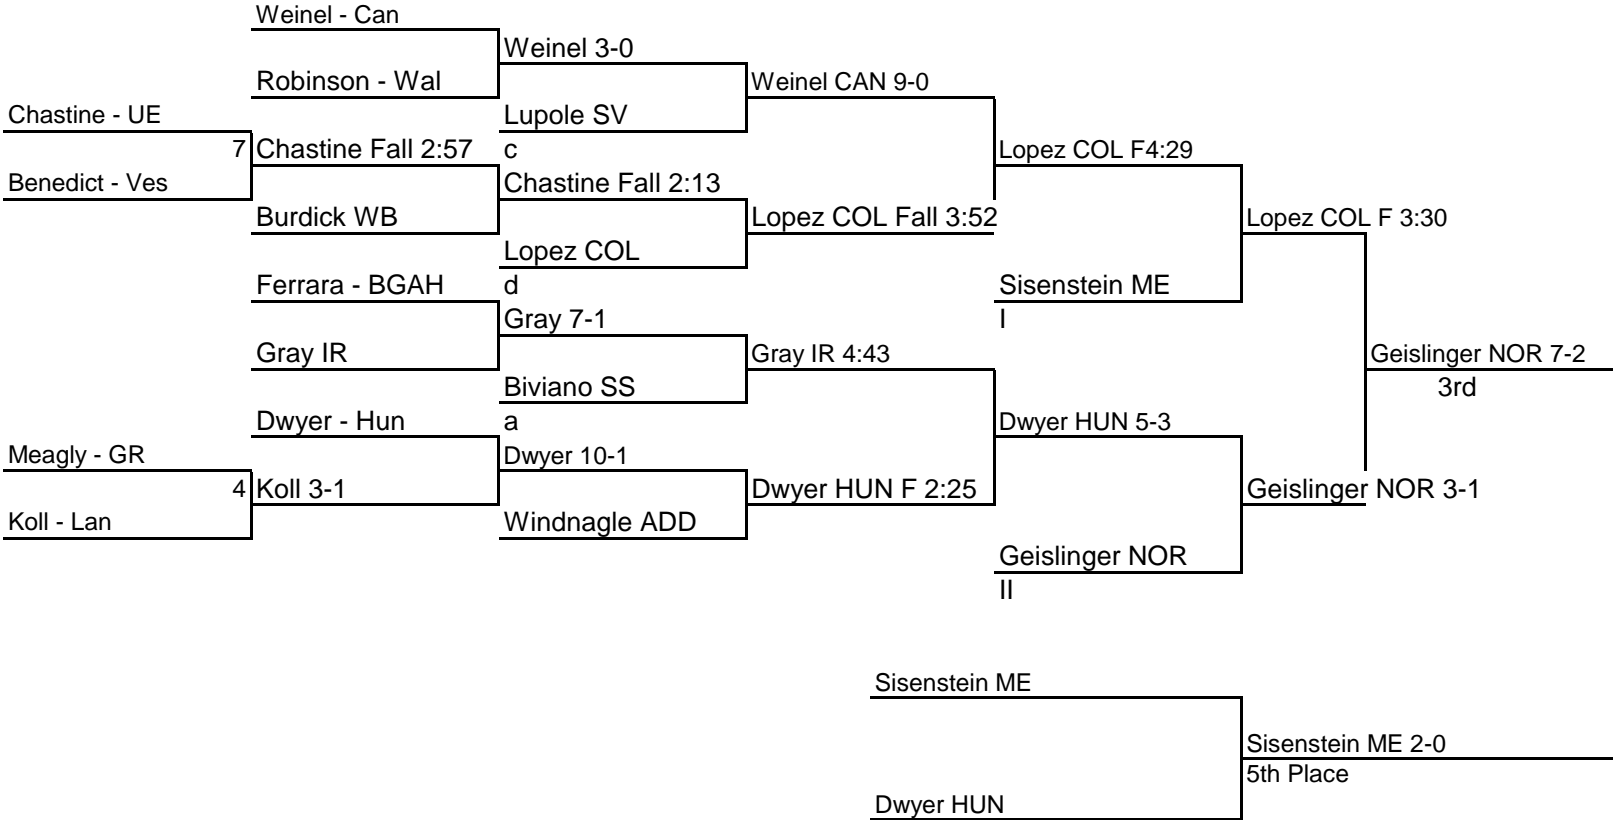 Weinel - Can
Weinel 3-0
Robinson - Wal
Weinel CAN 9-0
Chastine - UE
Lupole SV
7
Chastine Fall 2:57
c
Lopez COL F4:29
Benedict - Ves
Chastine Fall 2:13
Burdick WB
Lopez COL Fall 3:52
Lopez COL F 3:30
Lopez COL
Ferrara - BGAH
d
Sisenstein ME
Gray 7-1
I
Gray IR
Gray IR 4:43
Geislinger NOR 7-2
Biviano SS
3rd
Dwyer - Hun
a
Dwyer HUN 5-3
Meagly - GR
Dwyer 10-1
4
Koll 3-1
Dwyer HUN F 2:25
Geislinger NOR 3-1
Koll - Lan
Windnagle ADD
Geislinger NOR
II
Sisenstein ME
Sisenstein ME 2-0
5th Place
Dwyer HUN